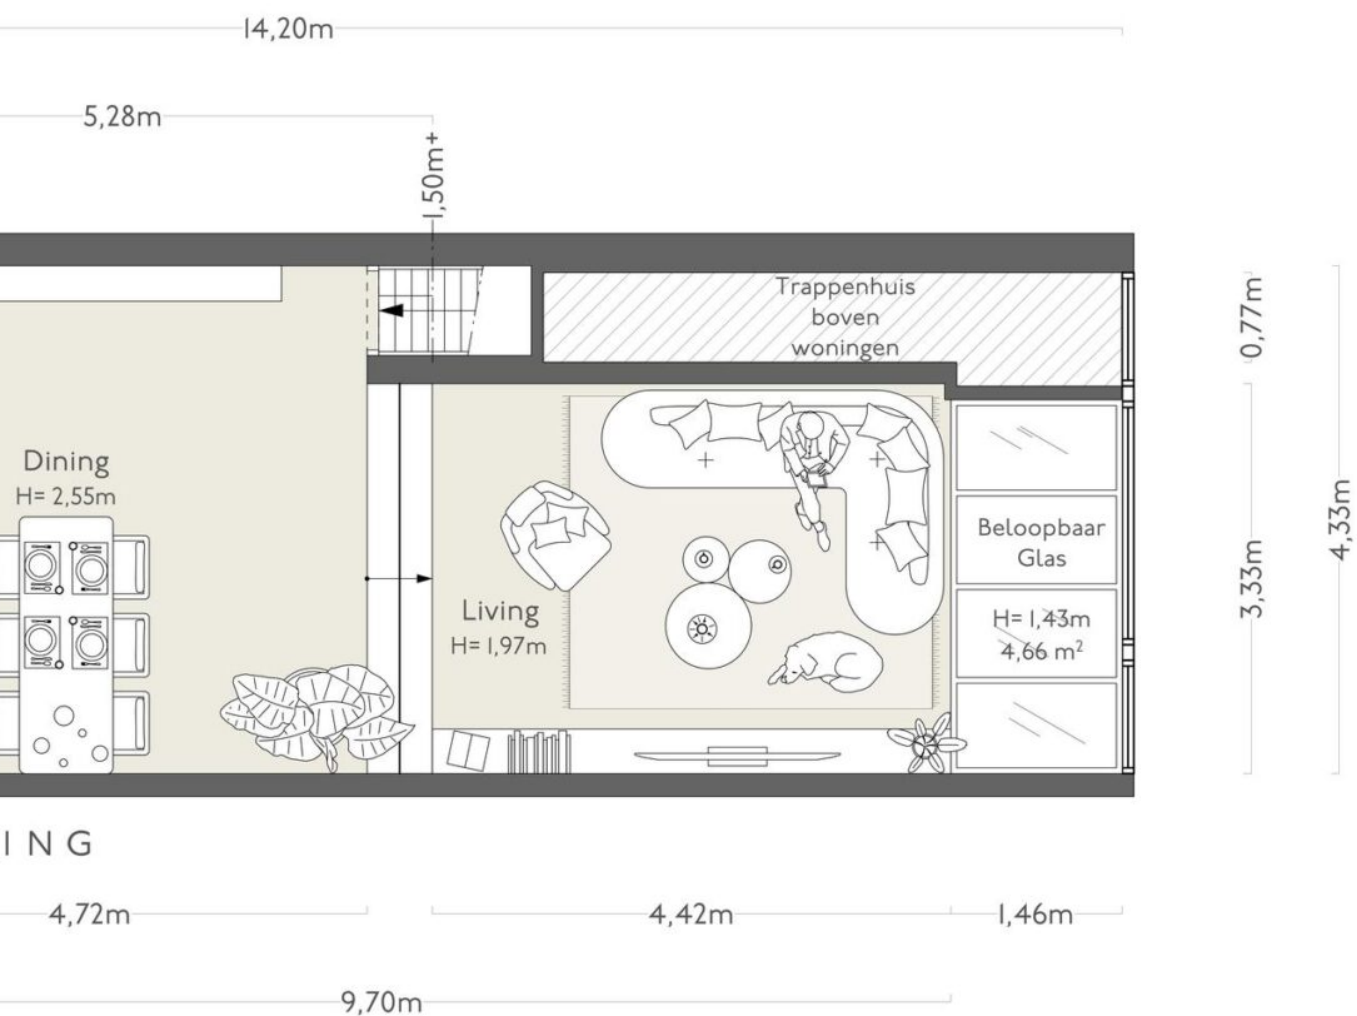 14,20m
5,28m
1,50m+
Trappenhuis
boven
woningen
0,77m
Dining
H= 2,55m
Beloopbaar
Glas
4,33m
3,33m
Living
H= 1,97m
H= 1,43m
4,66 m²
ING
4,72m
4,42m
1,46m
9,70m